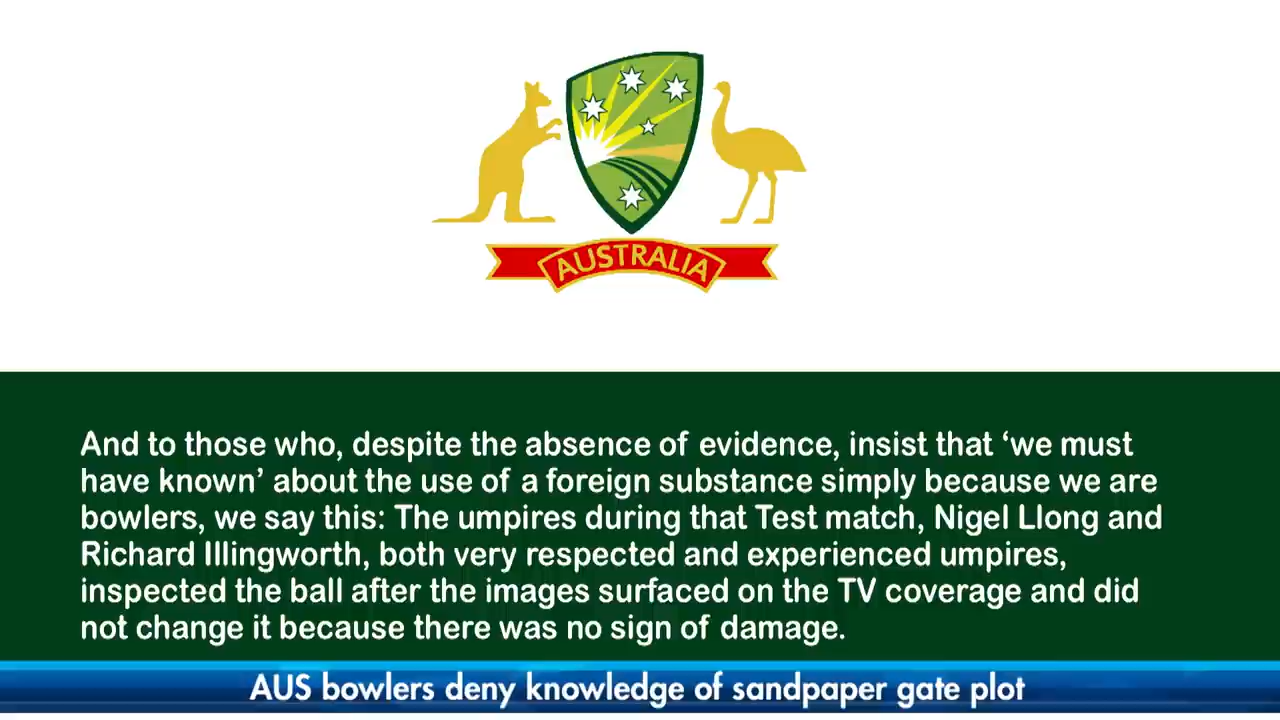 AUSTRALIA
And to those who, despite the absence of evidence, insist that ‘we must
have known’ about the use of a foreign substance simply because we are
bowlers, we say this: The umpires during that Test match, Nigel Llong and
Richard Illingworth, both very respected and experienced umpires,
inspected the ball after the images surfaced on the TV coverage and did
not change it because there was no sign of damage.
AUS bowlers deny knowledge of sandpaper gate plot